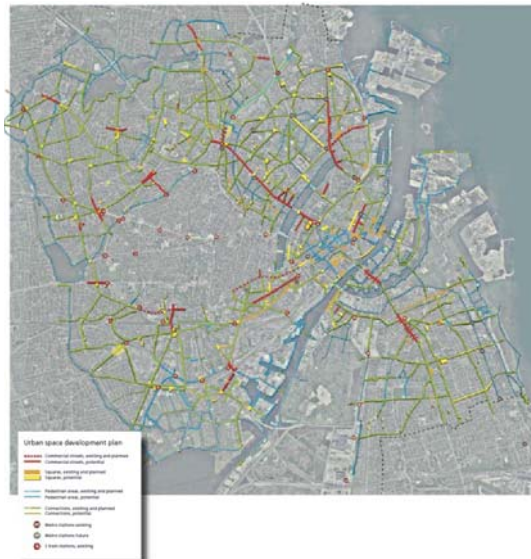 Urban space development plan
Commercial streets, existing and planned
Commercial streets, potential
Squares, existing and planned
Squares, potential
Pedestrian areas, existing and planned
Pedestrian areas, potential
Connections, existing and planned
Connections, potential
Metro stations existing
Metro stations future
S train stations, existing